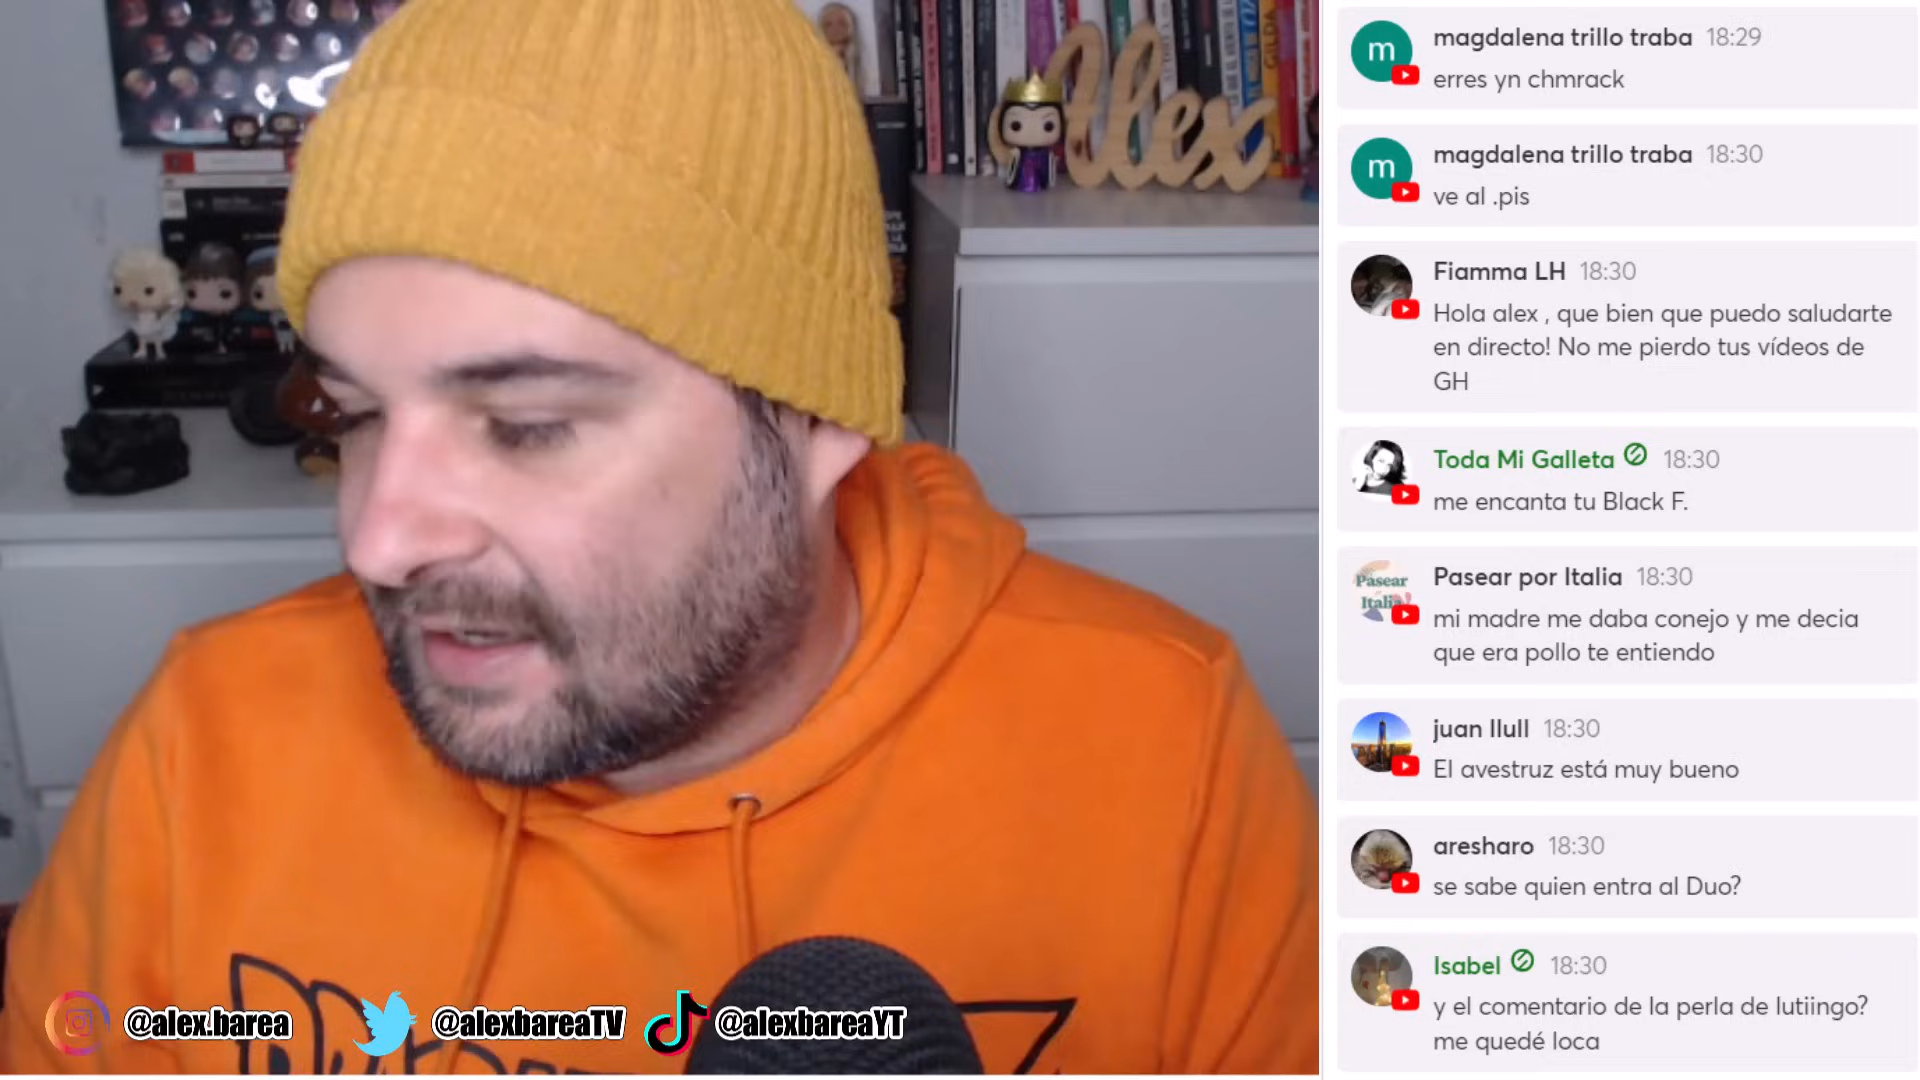 Alex
GILDA
@alex.barea
@alexbareaTV
@alexbareaYT
m
magdalena trillo traba 18:29
erres yn chmrack
m
magdalena trillo traba 18:30
ve al .pis
Fiamma LH 18:30
Hola alex , que bien que puedo saludarte
en directo! No me pierdo tus vídeos de
GH
Toda Mi Galleta 18:30
me encanta tu Black F.
Pasear
Italia
Pasear por Italia 18:30
mi madre me daba conejo y me decia
que era pollo te entiendo
juan llull 18:30
El avestruz está muy bueno
aresharo 18:30
se sabe quien entra al Duo?
Isabel 18:30
y el comentario de la perla de lutiingo?
me quedé loca